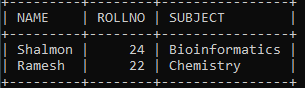 NAME | ROLLNO | SUBJECT
Shalmon | 24 | Bioinformatics
Ramesh | 22 | Chemistry